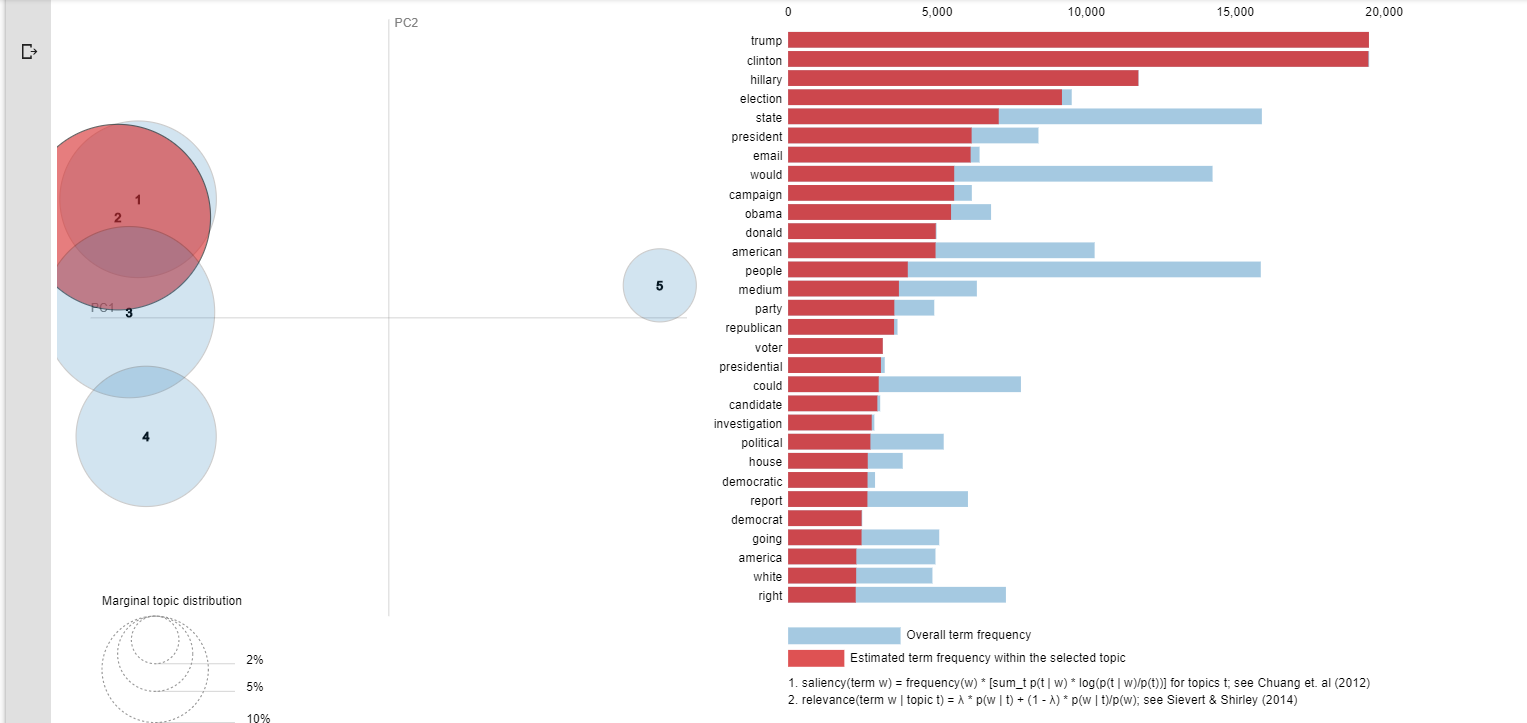 PC2
1
2
PC1
3
4
5
Marginal topic distribution
2%
5%
10%
0 5,000 10,000 15,000 20,000
trump
clinton
hillary
election
state
president
email
would
campaign
obama
donald
american
people
medium
party
republican
voter
presidential
could
candidate
investigation
political
house
democratic
report
democrat
going
america
white
right
Overall term frequency
Estimated term frequency within the selected topic
1. saliency(term w) = frequency(w) * [sum_t p(t | w) * log(p(t | w)/p(t))] for topics t; see Chuang et. al (2012)
2. relevance(term w | topic t) = λ * p(w | t) + (1 - λ) * p(w | t)/p(w); see Sievert & Shirley (2014)